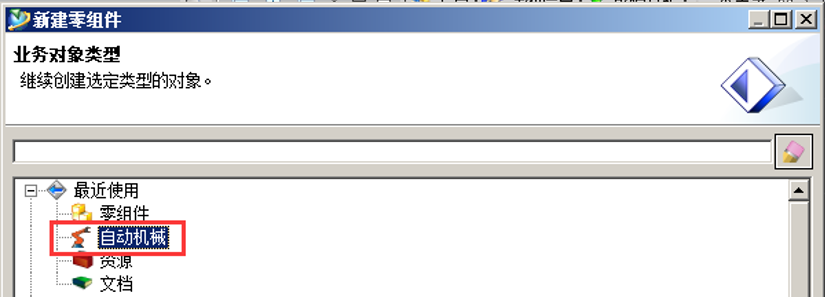 新建零组件
业务对象类型
继续创建选定类型的对象。
最近使用
零组件
自动机械
资源
文档